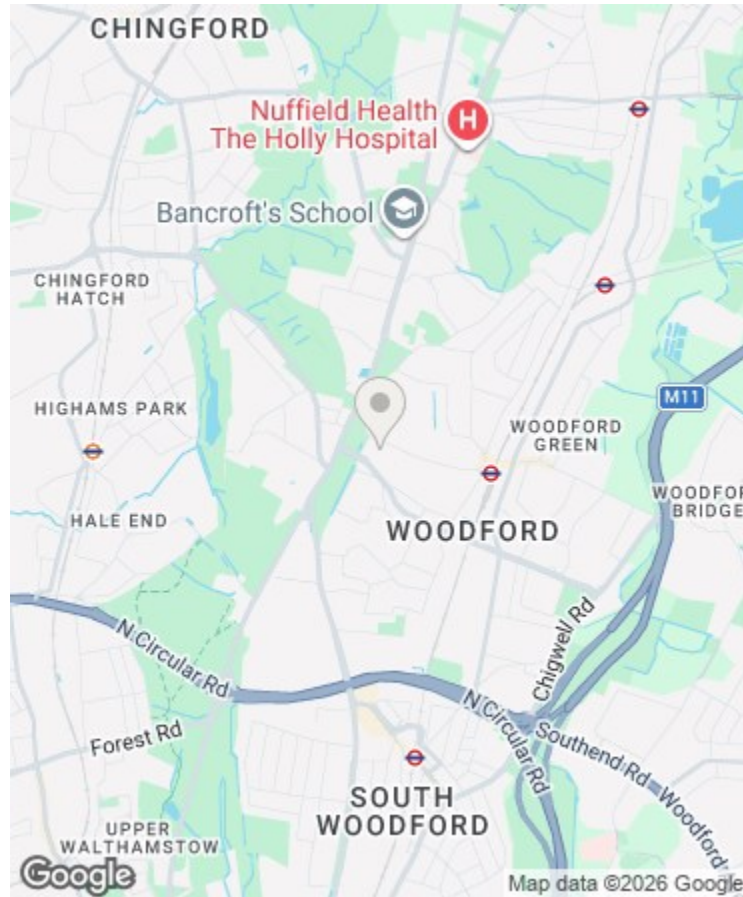 CHINGFORD
Nuffield Health
The Holly Hospital
H
Bancroft's School
CHINGFORD
HATCH
M11
HIGHAMS PARK
WOODFORD
GREEN
WOODFOR
BRIDGE
HALE END
WOODFORD
N Circular Rd
Chigwell Rd
N Circular Rd
Southend Rd
Woodford
Forest Rd
SOUTH
WOODFORD
UPPER
WALTHAMSTOW
Google
Map data ©2026 Google